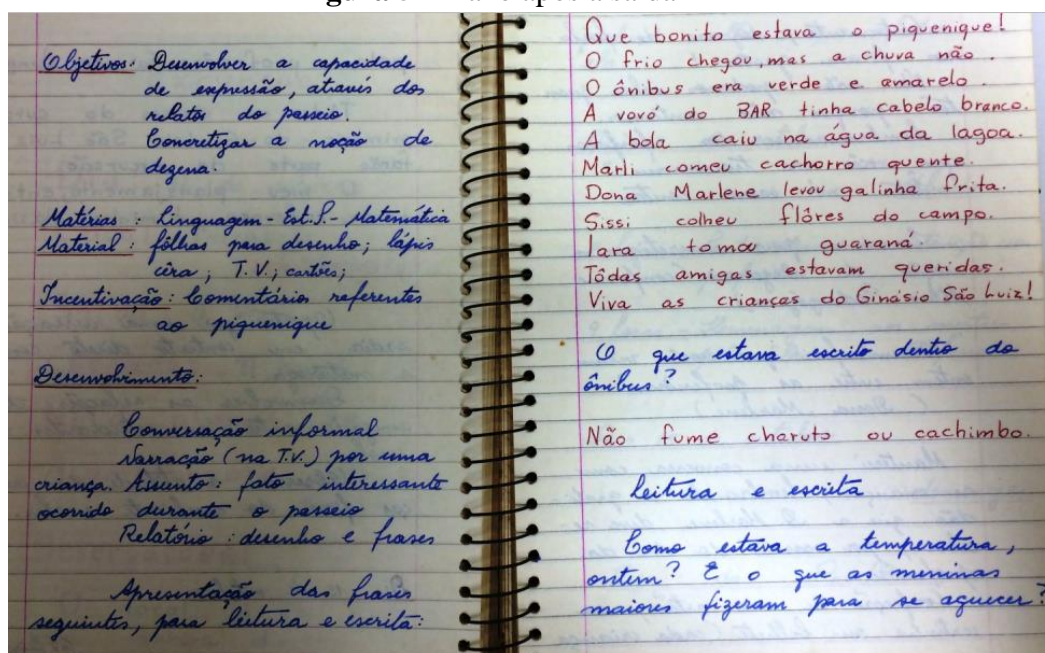 Objetivos: Desenvolver a capacidade
de expressão, através dos
relatos do passeio.
Concretizar a noção de
dezena.
Matérias : Linguagem - Est. S. - Matemática
Material : fôlhas para desenho; lápis
cêra ; T. V.; cartões;
Incentivação : Comentários referentes
ao piquenique
Desenvolvimento:
Conversação informal
Narração (na T.V.) por uma
criança. Assunto : fato interessante
ocorrido durante o passeio
Relatório : desenho e frases
Apresentação das frases
seguintes, para leitura e escrita:
Que bonito estava o piquenique!
O frio chegou, mas a chuva não .
O ônibus era verde e amarelo .
A vovó do BAR tinha cabelo branco.
A bola caiu na água da lagoa.
Marli comeu cachorro quente.
Dona Marlene levou galinha frita.
Sissi colheu flôres do campo.
Iara tomou guaraná.
Tôdas amigas estavam queridas.
Viva as crianças do Ginásio São Luiz!
O que estava escrito dentro do
ônibus ?
Não fume charuto ou cachimbo.
Leitura e escrita
Como estava a temperatura,
ontem? E o que as meninas
maiores fizeram para se aquecer?